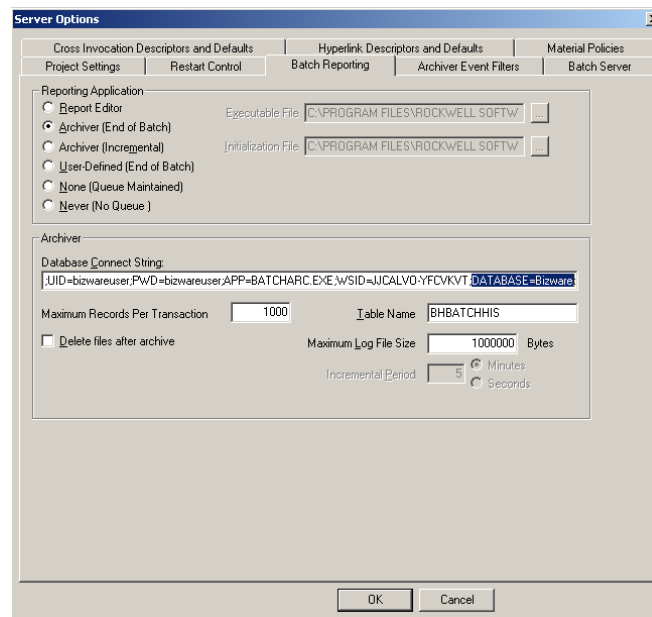 Server Options
Cross Invocation Descriptors and Defaults Hyperlink Descriptors and Defaults Material Policies
Project Settings Restart Control Batch Reporting Archiver Event Filters Batch Server
Reporting Application
Report Editor
Executable File C:\PROGRAM FILES\ROCKWELL SOFTW ...
Archiver (End of Batch)
Archiver (Incremental)
Initialization File C:\PROGRAM FILES\ROCKWELL SOFTW ...
User-Defined (End of Batch)
None (Queue Maintained)
Never (No Queue )
Archiver
Database Connect String:
;UID=bizwareuser;PWD=bizwareuser;APP=BATCHARC.EXE;WSID=JJCALVO-YFCVKVT;DATABASE=Bizware;
Maximum Records Per Transaction 1000 Table Name BHBATCHHIS
Delete files after archive Maximum Log File Size 1000000 Bytes
Incremental Period 5 Minutes
Seconds
OK Cancel